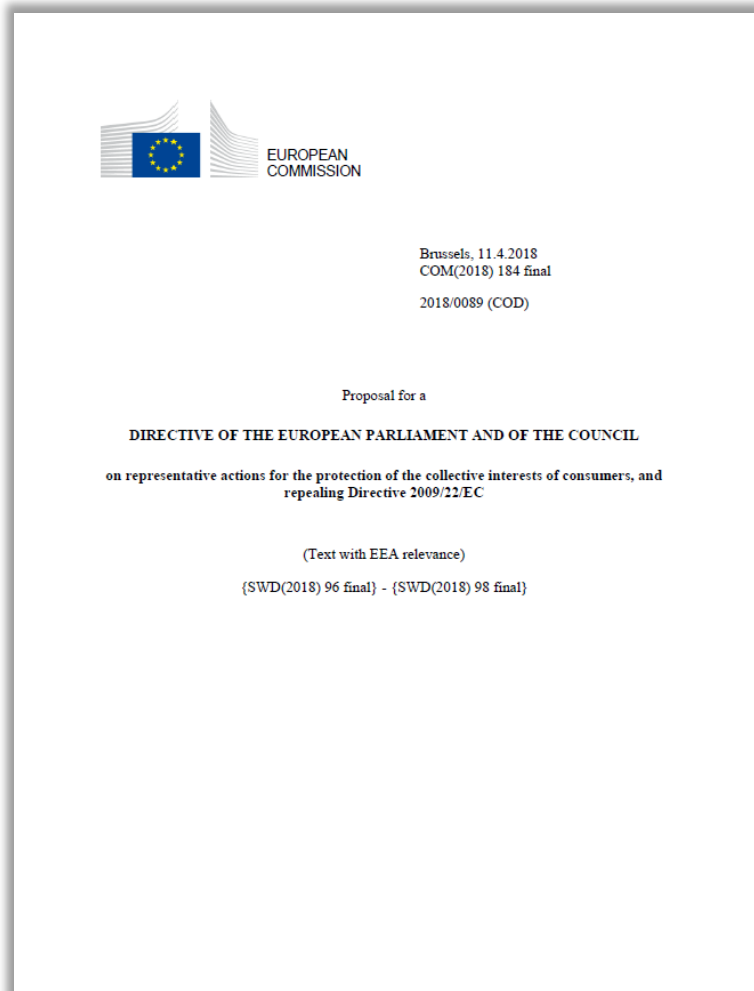 EUROPEAN
COMMISSION
Brussels, 11.4.2018
COM(2018) 184 final
2018/0089 (COD)
Proposal for a
DIRECTIVE OF THE EUROPEAN PARLIAMENT AND OF THE COUNCIL
on representative actions for the protection of the collective interests of consumers, and
repealing Directive 2009/22/EC
(Text with EEA relevance)
{SWD(2018) 96 final} - {SWD(2018) 98 final}